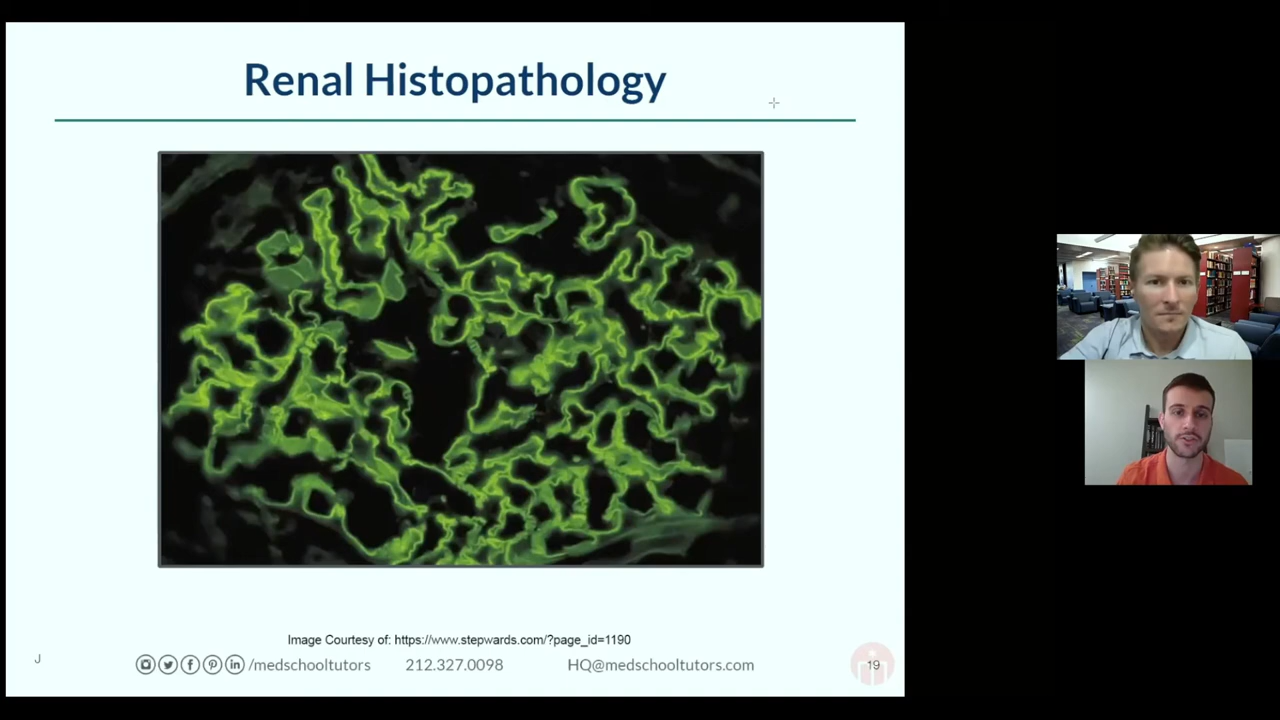 Renal Histopathology
Image Courtesy of: https://www.stepwards.com/?page_id=1190
J
/medschooltutors 212.327.0098 HQ@medschooltutors.com
19